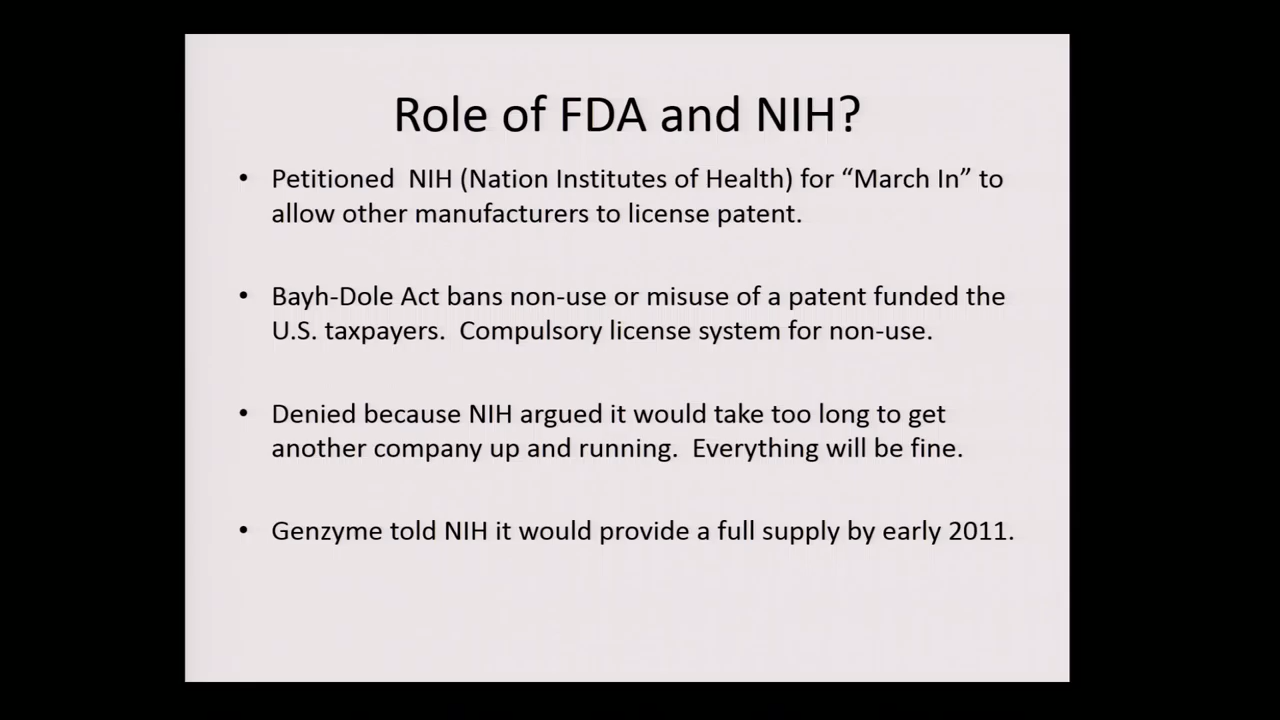 Role of FDA and NIH?
• Petitioned  NIH (Nation Institutes of Health) for “March In” to
allow other manufacturers to license patent.
• Bayh-Dole Act bans non-use or misuse of a patent funded the
U.S. taxpayers.  Compulsory license system for non-use.
• Denied because NIH argued it would take too long to get
another company up and running.  Everything will be fine.
• Genzyme told NIH it would provide a full supply by early 2011.